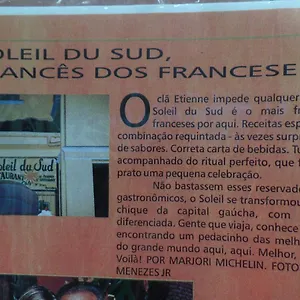 OLEIL DU SUD,
ANCÊS DOS FRANCESE
O clã Etienne impede qualquer
Soleil du Sud é o mais f
franceses por aqui. Receitas esp
combinação requintada - às vezes surp
de sabores. Correta carta de bebidas. Tu
acompanhado do ritual perfeito, que f
prato uma pequena celebração.
Não bastassem esses reservad
gastronômicos, o Soleil se transformou
chique da capital gaúcha, com
diferenciada. Gente que viaja, conhece
encontrando um pedacinho das melh
do grande mundo aqui, aqui. Melhor,
Voilà! POR MARJORI MICHELIN. FOTO
MENEZES JR
oleil du Sud